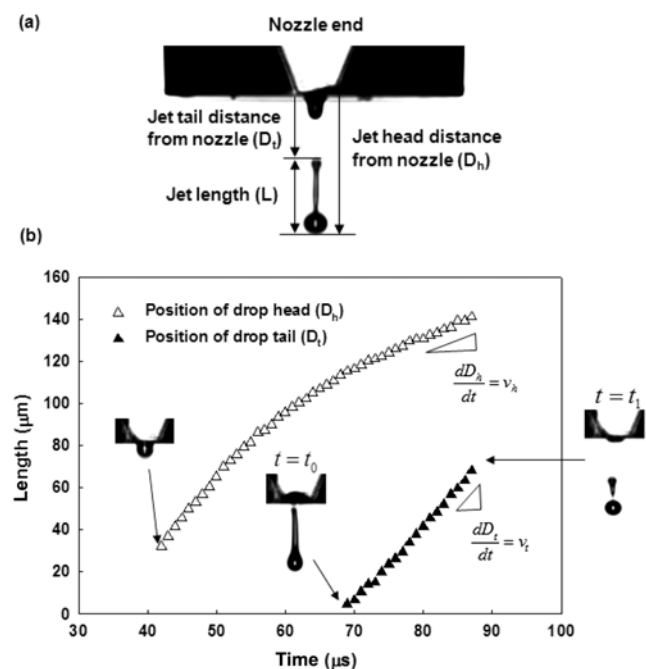 (a)
Nozzle end
Jet tail distance
from nozzle (Dt)
Jet head distance
from nozzle (Dh)
Jet length (L)
(b)
160
140
120
100
80
60
40
20
0
Length (μm)
Position of drop head (Dh)
Position of drop tail (Dt)
dDh/dt = vh
t = t1
t = t0
dDt/dt = vt
30 40 50 60 70 80 90 100
Time (μs)